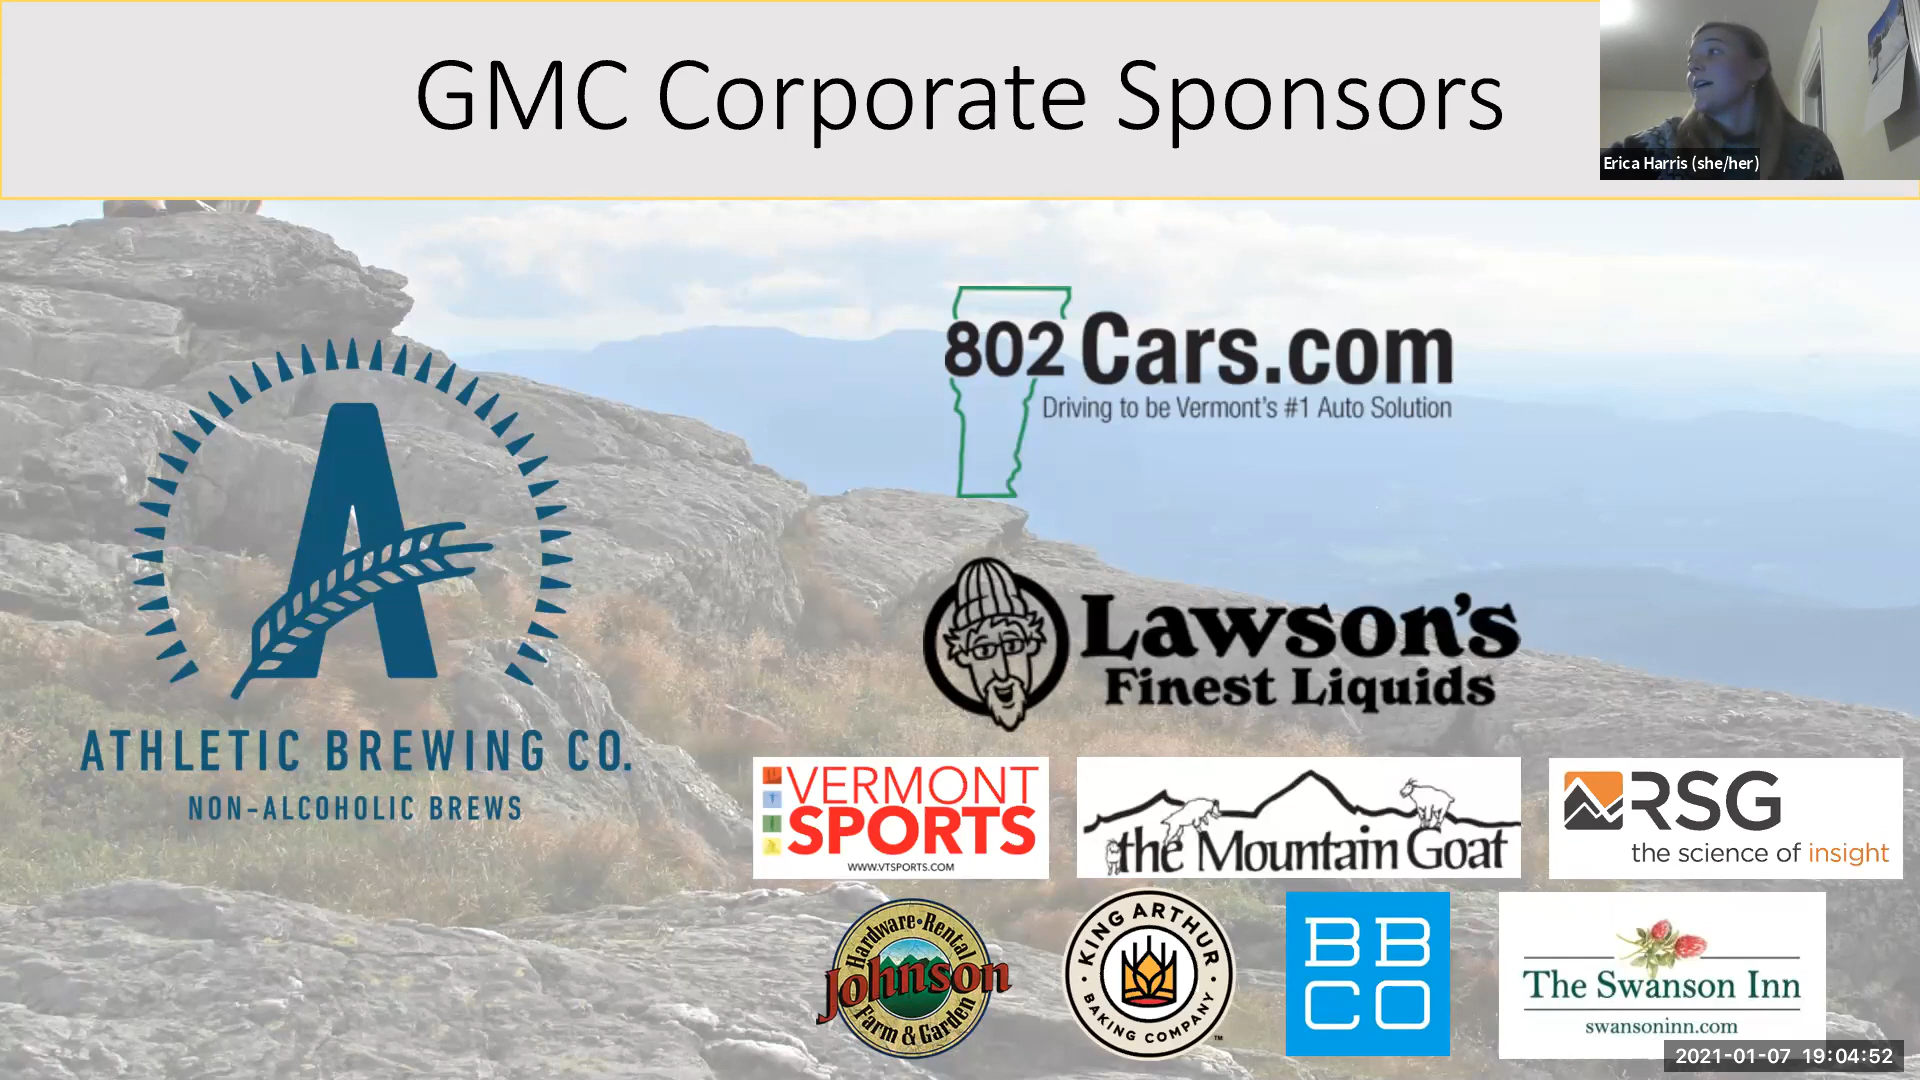 GMC Corporate Sponsors
Erica Harris (she/her)
802 Cars.com
Driving to be Vermont's #1 Auto Solution
A
ATHLETIC BREWING CO.
NON-ALCOHOLIC BREWS
Lawson's
Finest Liquids
VERMONT
SPORTS
WWW.VTSPORTS.COM
the Mountain Goat
RSG
the science of insight
Hardware•Rental
Johnson
Farm & Garden
KING ARTHUR
BAKING COMPANY
TM
BB
CO
The Swanson Inn
swansoninn.com
2021-01-07 19:04:52